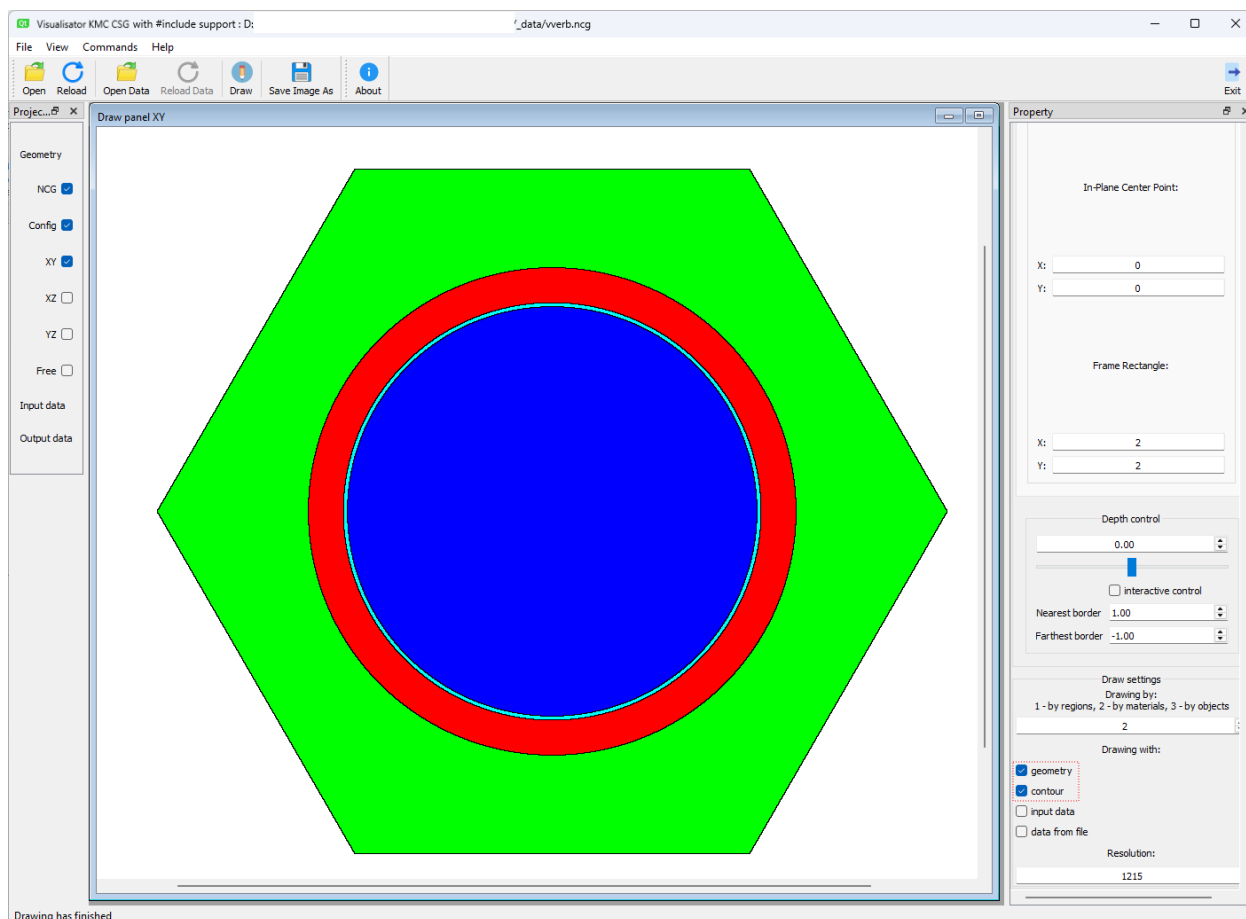 Visualisator KMC CSG with #include support : D: /_data/vverb.ncg
File View Commands Help
Open Reload Open Data Reload Data Draw Save Image As About Exit
Projec...
Draw panel XY
Property
Geometry
NCG
Config
XY
XZ
YZ
Free
Input data
Output data
In-Plane Center Point:
X: 0
Y: 0
Frame Rectangle:
X: 2
Y: 2
Depth control
0.00
interactive control
Nearest border 1.00
Farthest border -1.00
Draw settings
Drawing by:
1 - by regions, 2 - by materials, 3 - by objects
2
Drawing with:
geometry
contour
input data
data from file
Resolution:
1215
Drawing has finished